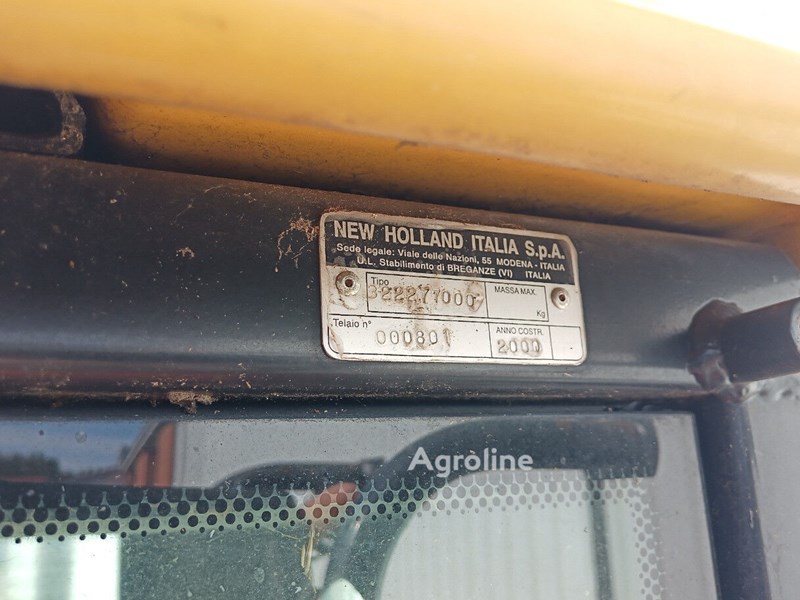 NEW HOLLAND ITALIA S.p.A.
Sede legale: Viale delle Nazioni, 55 MODENA - ITALIA
U.L. Stabilimento di BREGANZE (VI) ITALIA
Tipo
MASSA MAX.
Kg
Telaio n°
000801
ANNO COSTR.
2000
Agroline